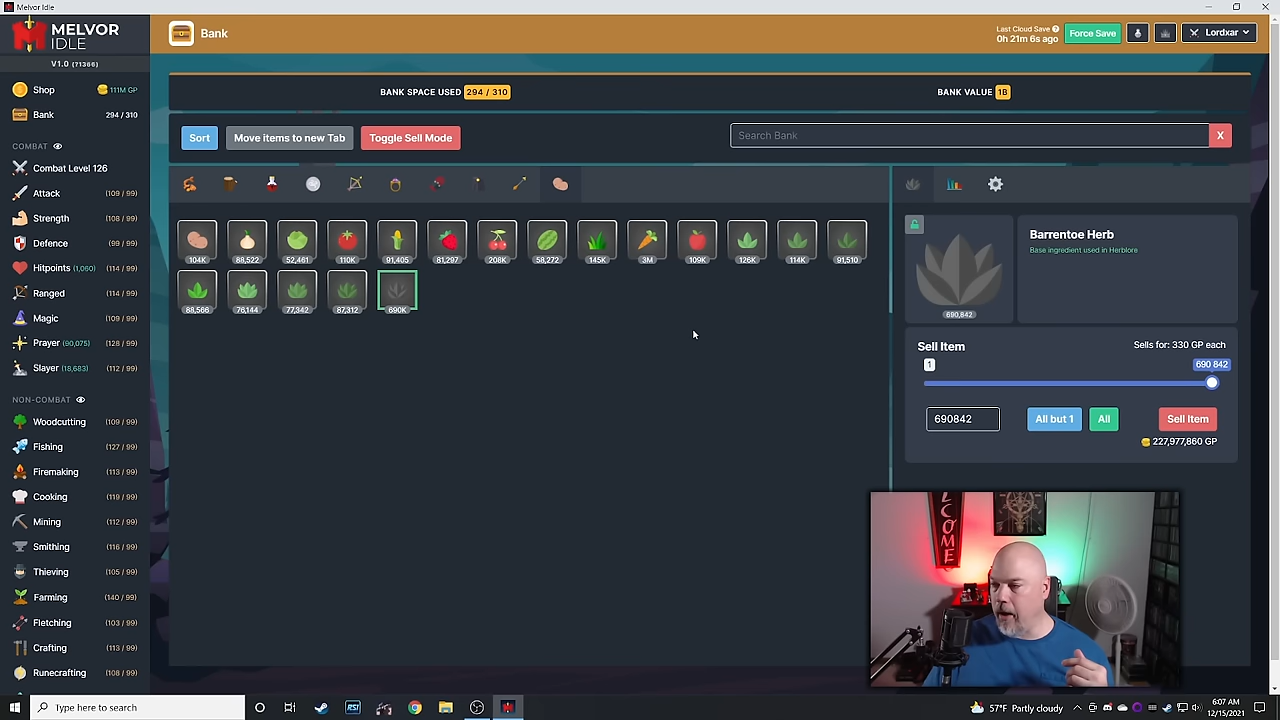 Melvor Idle
MELVOR
IDLE
V1.0 (?1366)
Shop 111M GP
Bank 294 / 310
COMBAT
Combat Level 126
Attack (109 / 99)
Strength (108 / 99)
Defence (99 / 99)
Hitpoints (1,060) (114 / 99)
Ranged (114 / 99)
Magic (109 / 99)
Prayer (90,075) (128 / 99)
Slayer (18,683) (112 / 99)
NON-COMBAT
Woodcutting (109 / 99)
Fishing (127 / 99)
Firemaking (113 / 99)
Cooking (119 / 99)
Mining (112 / 99)
Smithing (116 / 99)
Thieving (105 / 99)
Farming (140 / 99)
Fletching (103 / 99)
Crafting (113 / 99)
Runecrafting (108 / 99)
Bank
Last Cloud Save
0h 21m 6s ago
Force Save
Lordxar
BANK SPACE USED 294 / 310
BANK VALUE 1B
Sort
Move items to new Tab
Toggle Sell Mode
Search Bank
X
104K 88,522 52,461 110K 91,405 81,297 208K 58,272 145K 3M 109K 126K 114K 91,510
88,566 76,144 77,342 87,312 690K
690,842
Barrentoe Herb
Base ingredient used in Herblore
Sell Item
Sells for: 330 GP each
1
690 842
690842
All but 1
All
Sell Item
227,977,860 GP
LCOME
Type here to search
RSI
57°F Partly cloudy
6:07 AM
12/15/2021